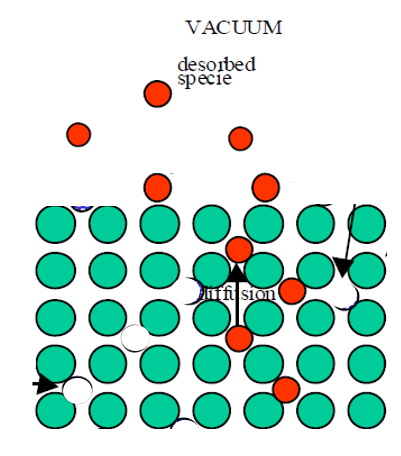 VACUUM
desorbed
specie
diffusion